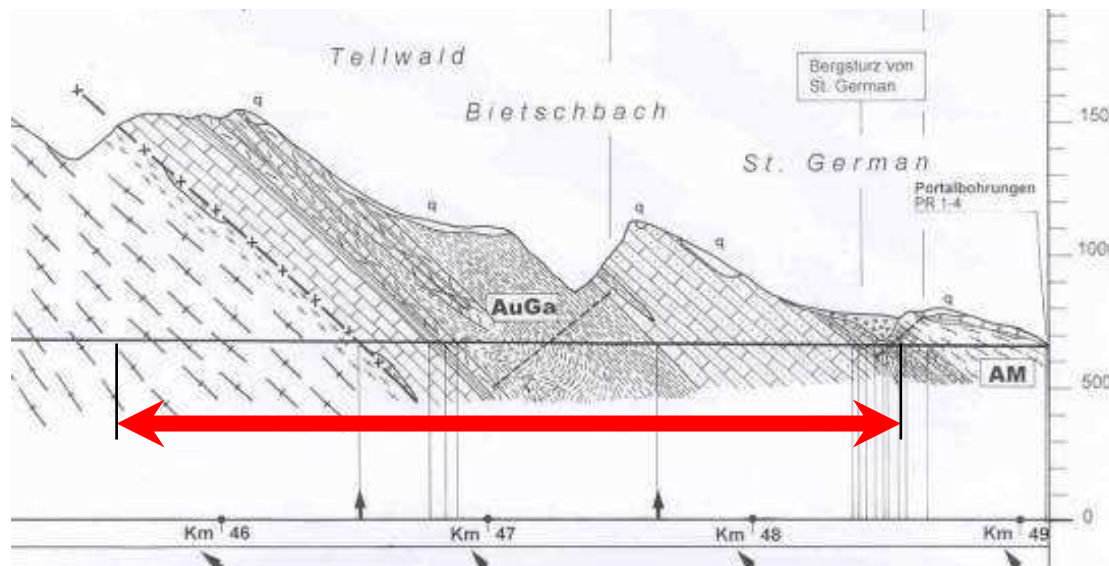 Tellwald
Bietschbach
St. German
Bergsturz von
St. German
Portalbohrungen
PR 1-4
q
q
q
q
q
x
x
x
x
x
x
AuGa
AM
1000
500
0
Km 46
Km 47
Km 48
Km 49